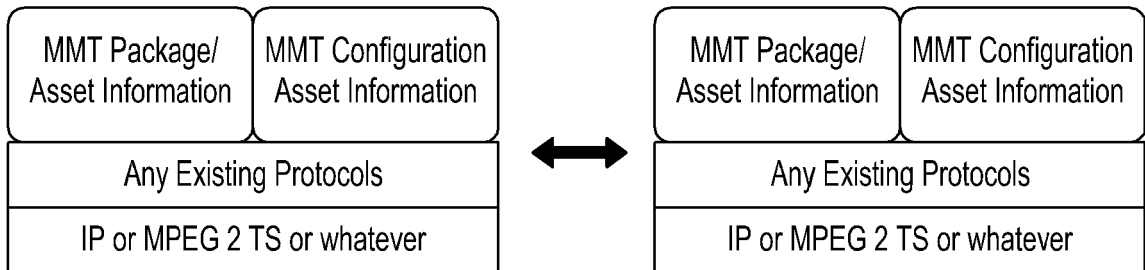 MMT Package/
Asset Information
MMT Configuration
Asset Information
Any Existing Protocols
IP or MPEG 2 TS or whatever
MMT Package/
Asset Information
MMT Configuration
Asset Information
Any Existing Protocols
IP or MPEG 2 TS or whatever